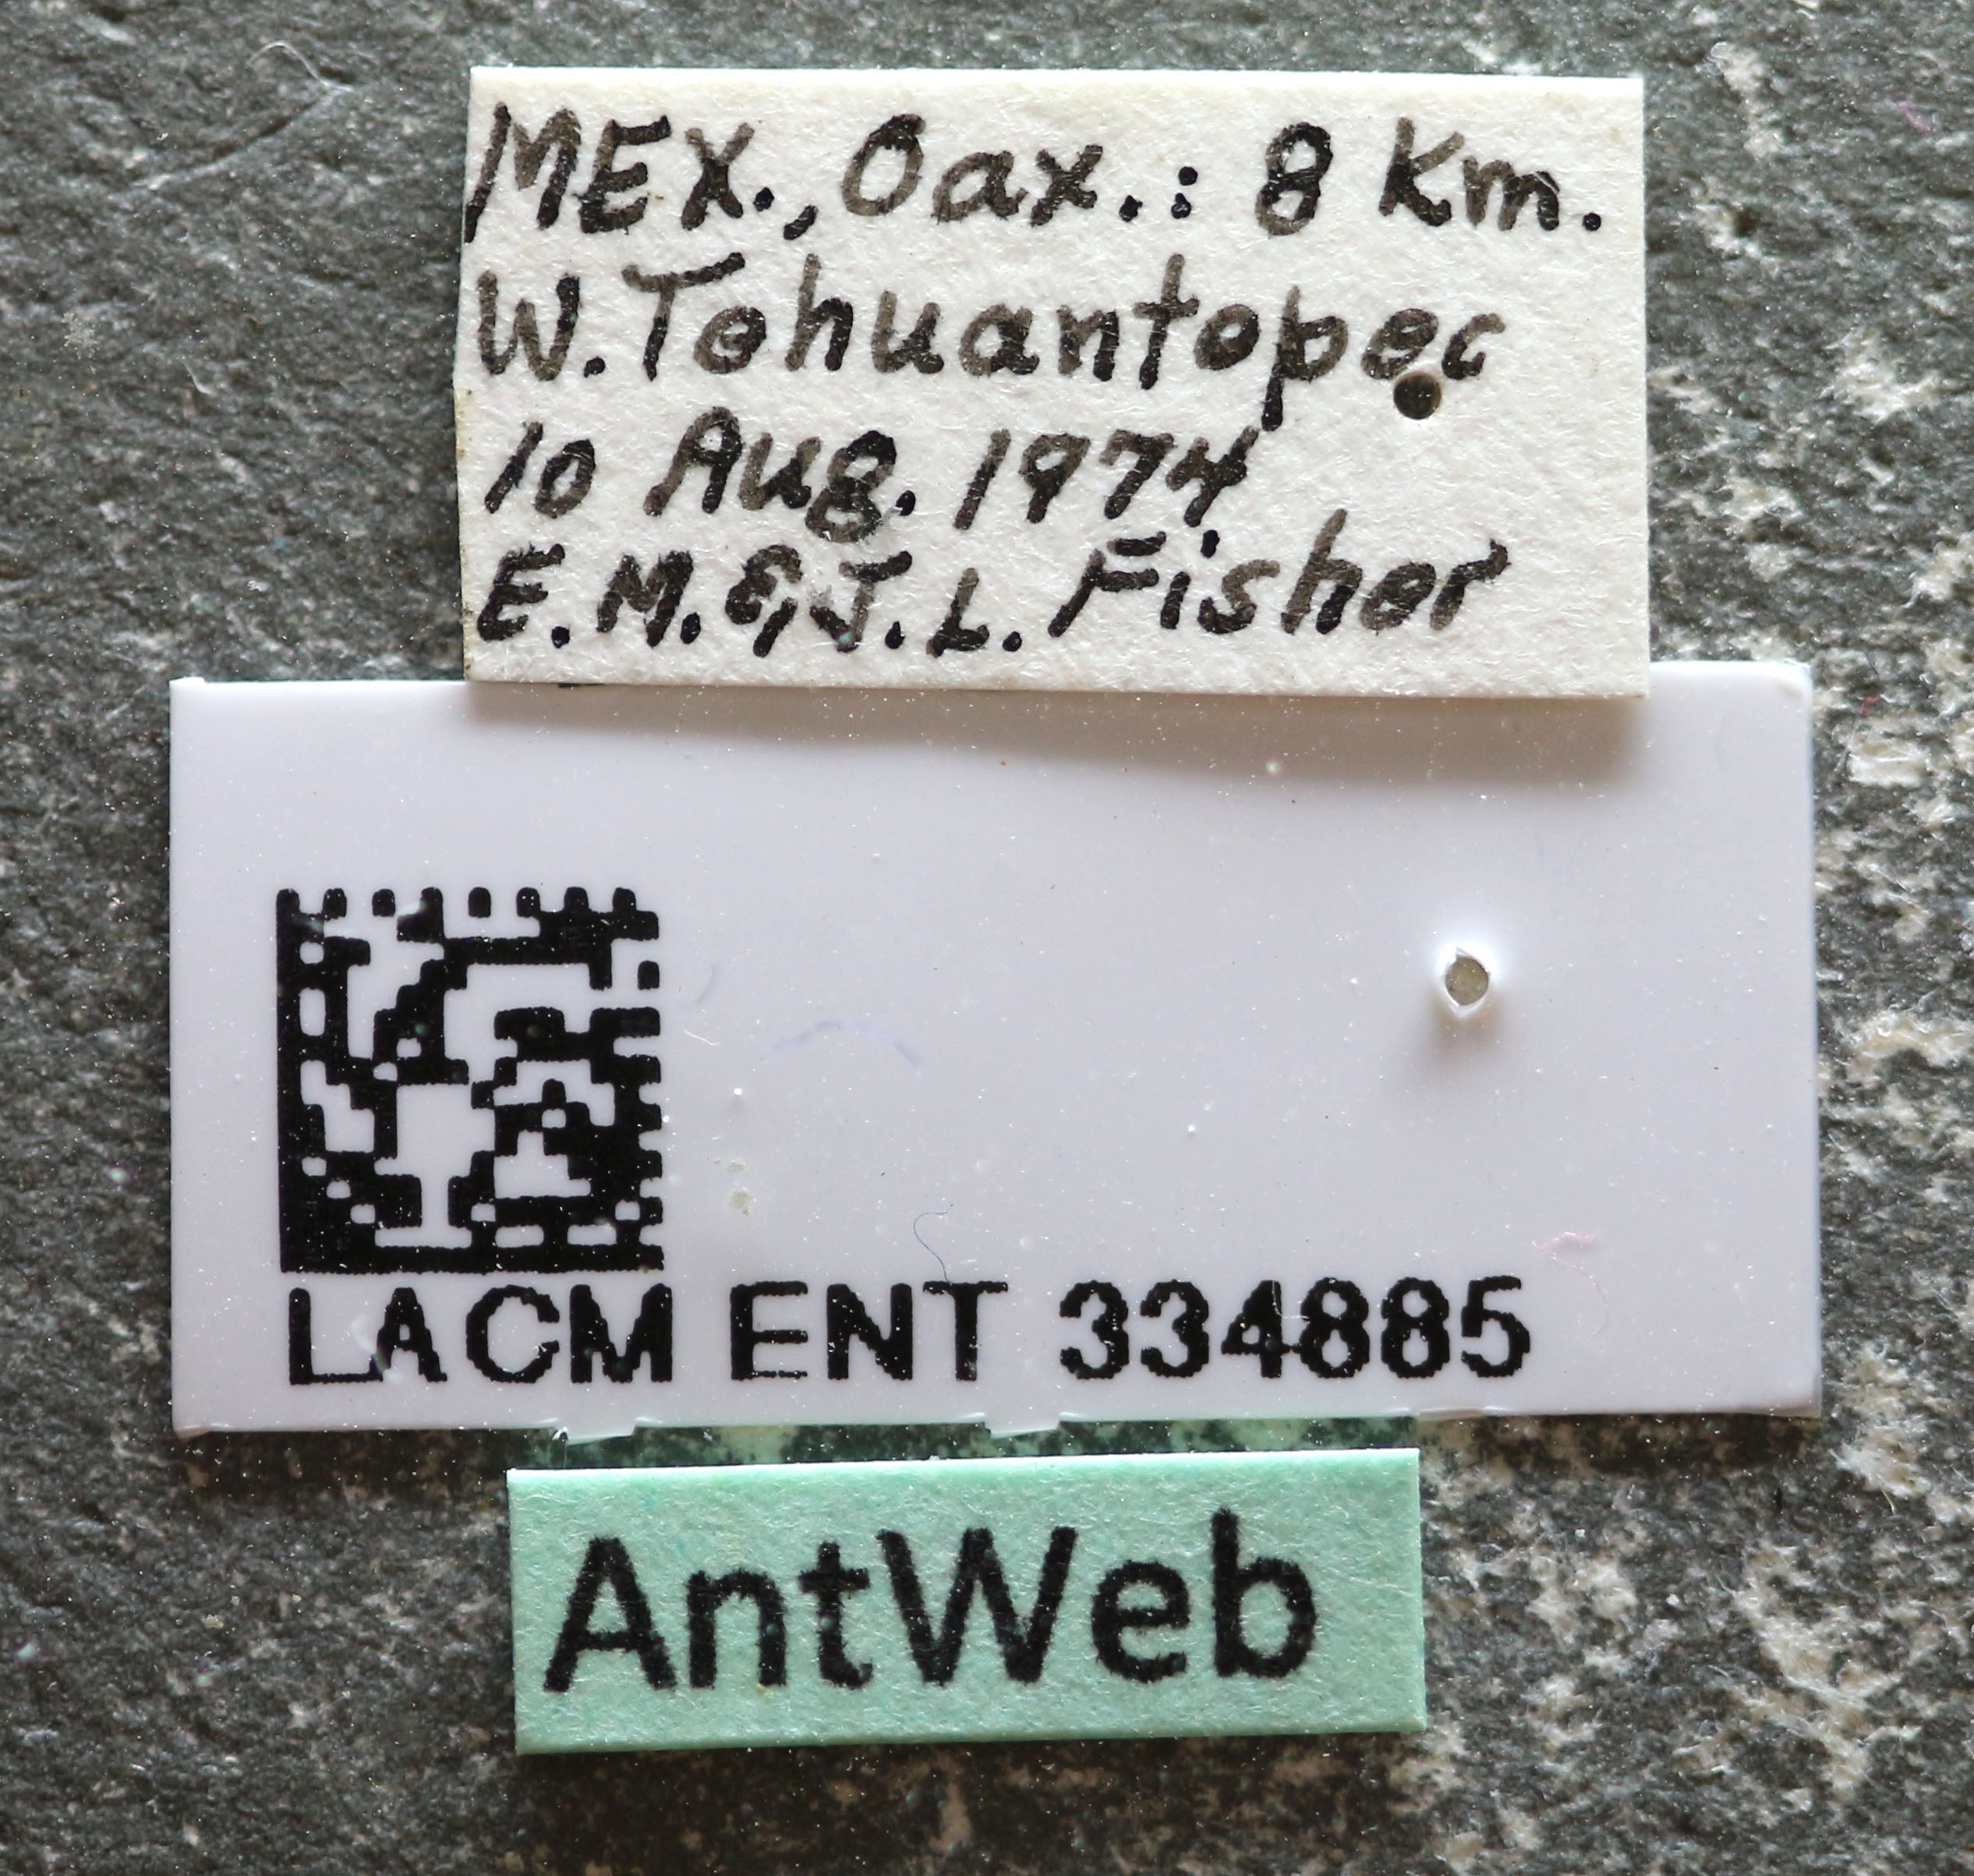 MEX., Oax.: 8 Km.
W. Tehuantepec
10 Aug. 1974
E. M. & J. L. Fisher
LACM ENT 334885
AntWeb